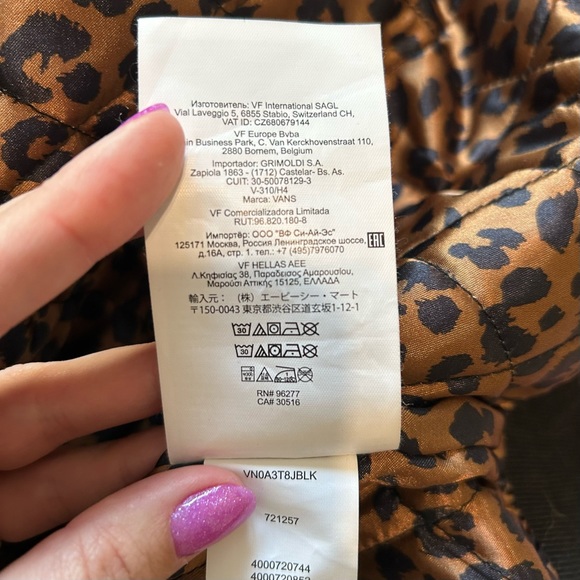 Изготовитель: VF International SAGL
Vial Laveggio 5, 6855 Stabio, Switzerland CH,
VAT ID: CZ680679144
VF Europe Bvba
Business Park, C. Van Kerckhovenstraat 110,
2880 Bornem, Belgium
Importador: GRIMOLDI S.A.
Zapiola 1863 - (1712) Castelar- Bs. As.
CUIT: 30-50078129-3
V-310/H4
Marca: VANS
VF Comercializadora Limitada
RUT:96.820.180-8
Импортёр: ООО "ВФ Си-Ай-Эс"
125171 Москва, Россия Ленинградское шоссе,
д.16А, стр. 1. тел.: +7 (495)7976070
EAC
VF HELLAS AEE
Λ.Κηφισίας 38, Παραδεισος Αμαρουσίου,
Μαρούσι Αττικής 15125, ΕΛΛΑΔΑ
輸入元： （株）エービーシー・マート
〒150-0043 東京都渋谷区道玄坂1-12-1
30
30
RN# 96277
CA# 30516
VN0A3T8JBLK
721257
4000720744